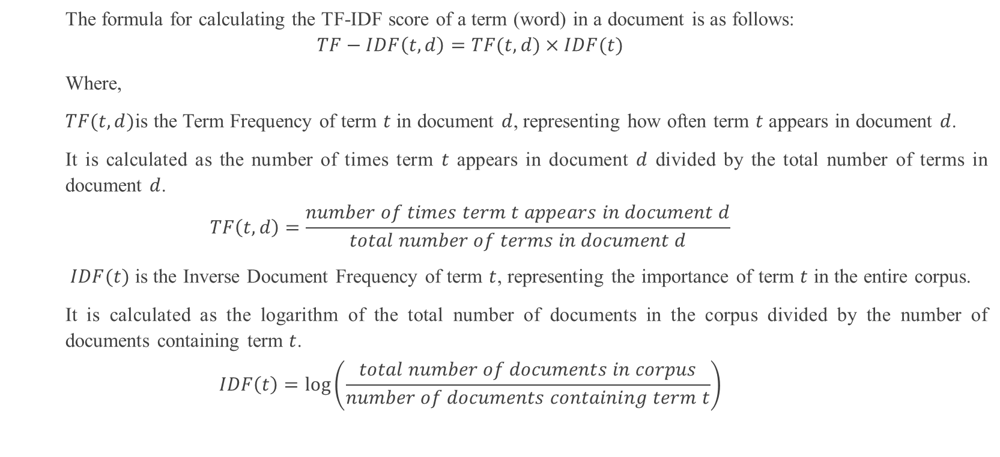 The formula for calculating the TF-IDF score of a term (word) in a document is as follows:
TF − IDF(t, d) = TF(t, d) × IDF(t)
Where,
TF(t, d)is the Term Frequency of term t in document d, representing how often term t appears in document d.
It is calculated as the number of times term t appears in document d divided by the total number of terms in
document d.
TF(t, d) = number of times term t appears in document d
total number of terms in document d
IDF(t) is the Inverse Document Frequency of term t, representing the importance of term t in the entire corpus.
It is calculated as the logarithm of the total number of documents in the corpus divided by the number of
documents containing term t.
IDF(t) = log( total number of documents in corpus
number of documents containing term t )